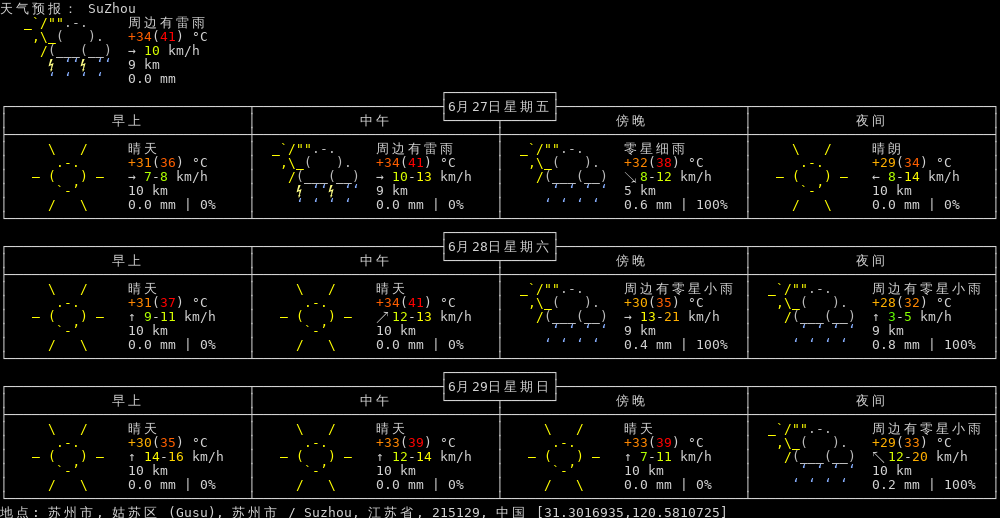 天气预报： SuZhou
周边有雷雨
+34(41) °C
→ 10 km/h
9 km
0.0 mm
6月27日星期五
早上 中午 傍晚 夜间
晴天 周边有雷雨 零星细雨 晴朗
+31(36) °C +34(41) °C +32(38) °C +29(34) °C
→ 7-8 km/h → 10-13 km/h ↘ 8-12 km/h ← 8-14 km/h
10 km 9 km 5 km 10 km
0.0 mm | 0% 0.0 mm | 0% 0.6 mm | 100% 0.0 mm | 0%
6月28日星期六
早上 中午 傍晚 夜间
晴天 晴天 周边有零星小雨 周边有零星小雨
+31(37) °C +34(41) °C +30(35) °C +28(32) °C
↑ 9-11 km/h ↗ 12-13 km/h → 13-21 km/h ↑ 3-5 km/h
10 km 10 km 9 km 9 km
0.0 mm | 0% 0.0 mm | 0% 0.4 mm | 100% 0.8 mm | 100%
6月29日星期日
早上 中午 傍晚 夜间
晴天 晴天 晴天 周边有零星小雨
+30(35) °C +33(39) °C +33(39) °C +29(33) °C
↑ 14-16 km/h ↑ 12-14 km/h ↑ 7-11 km/h ↖ 12-20 km/h
10 km 10 km 10 km 10 km
0.0 mm | 0% 0.0 mm | 0% 0.0 mm | 0% 0.2 mm | 100%
地点: 苏州市, 姑苏区 (Gusu), 苏州市 / Suzhou, 江苏省, 215129, 中国 [31.3016935,120.5810725]